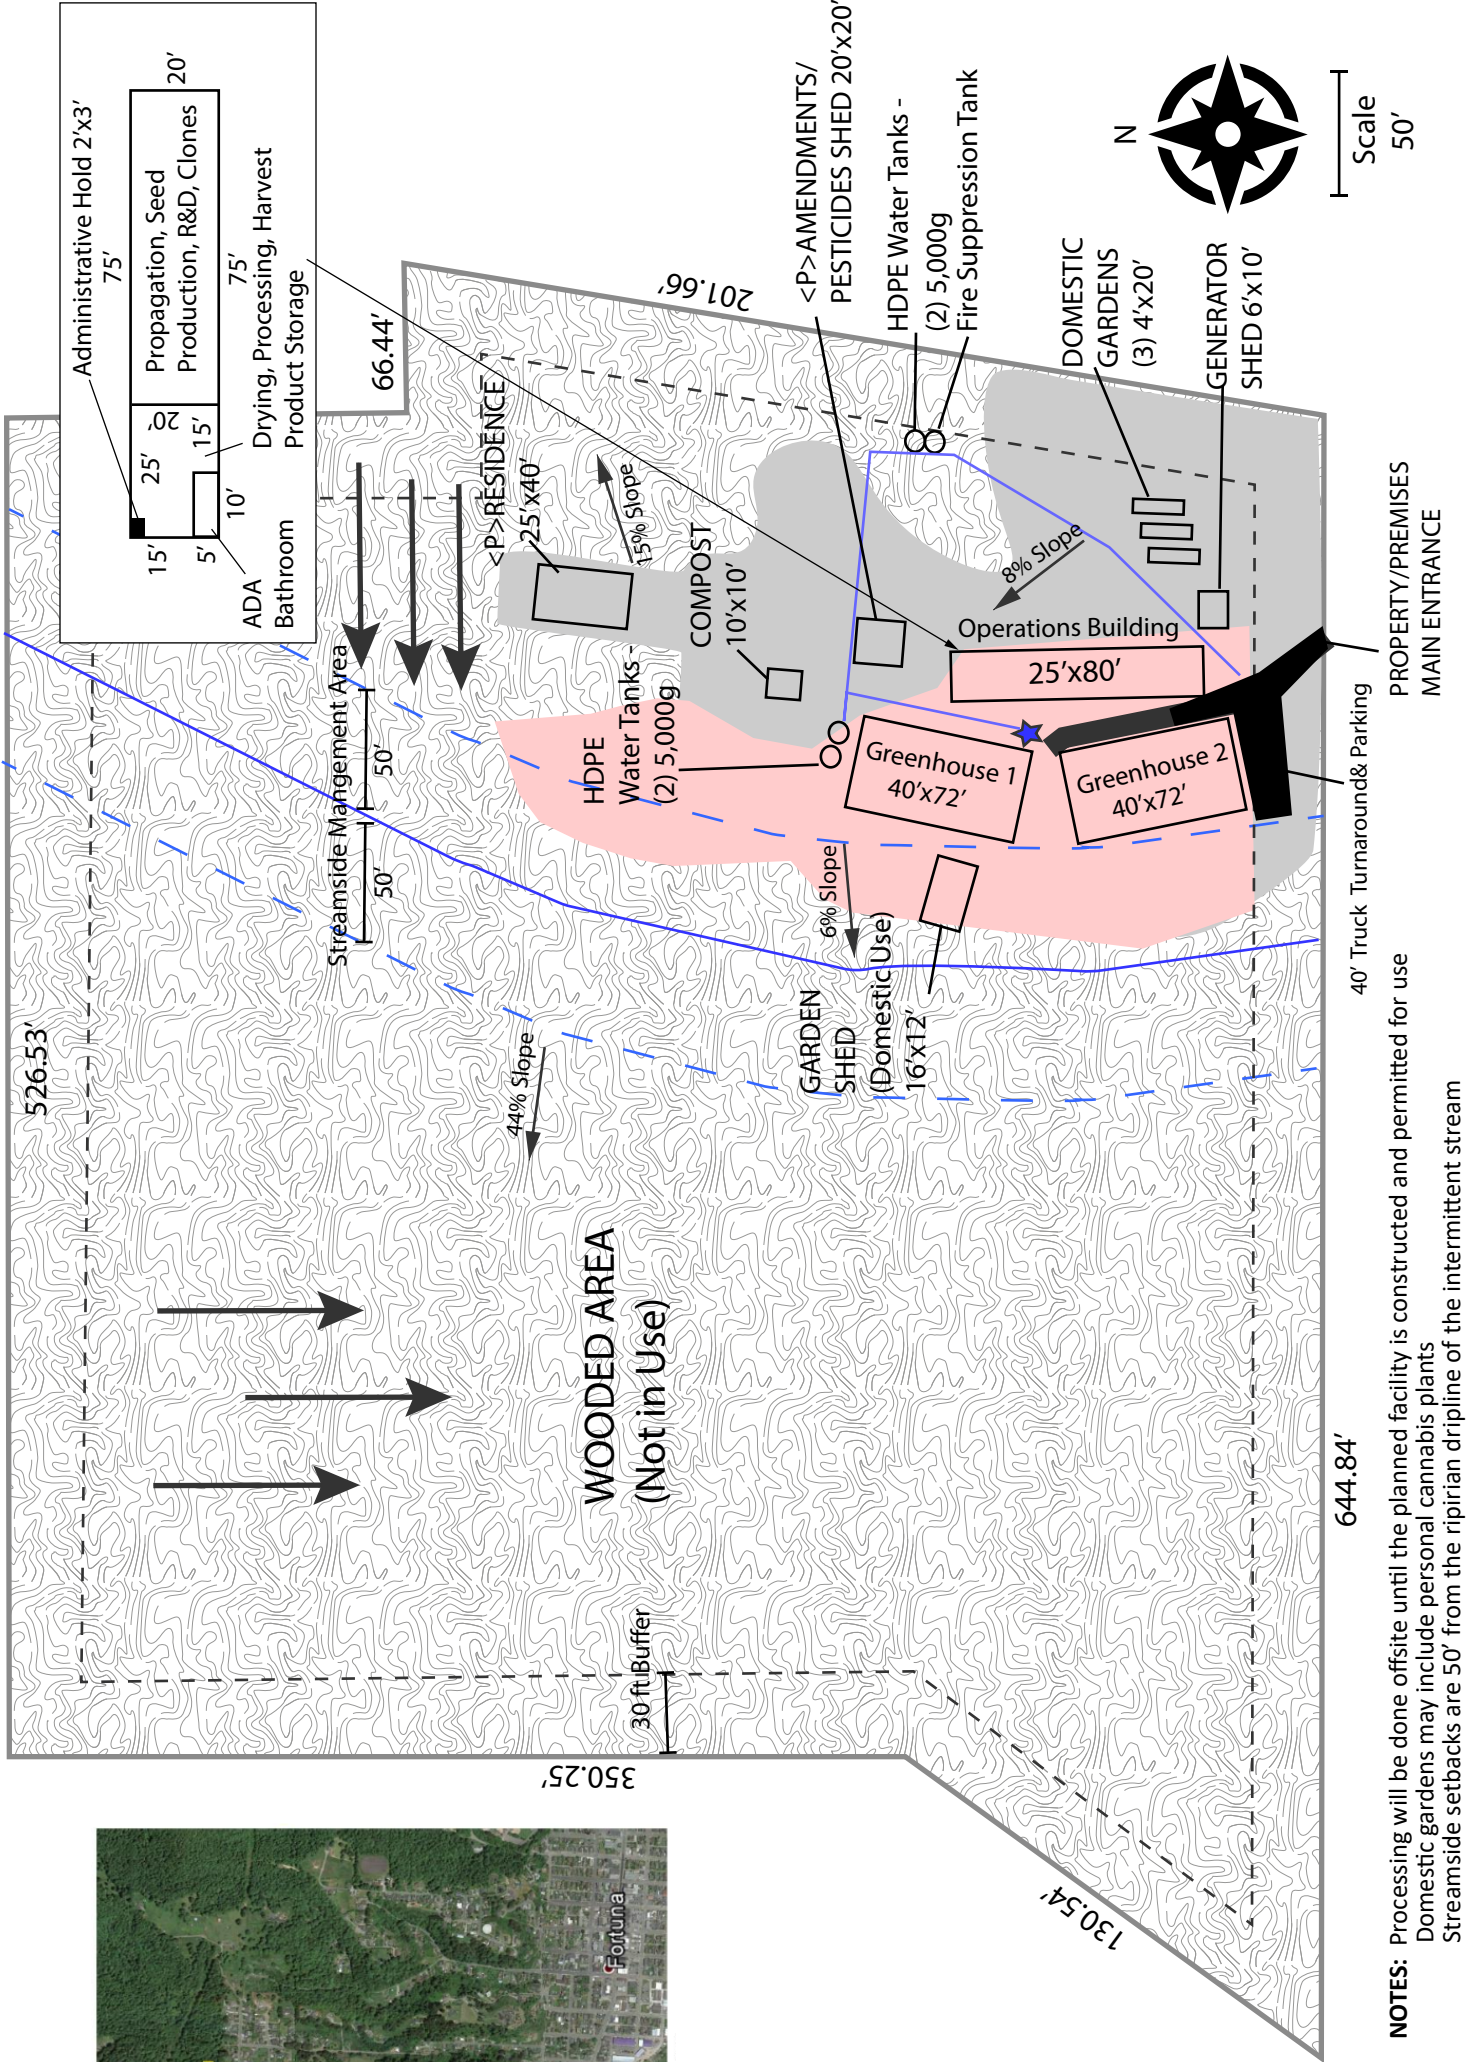 Administrative Hold 2'x3'
75'
20'
Propagation, Seed
Production, R&D, Clones
25'
20'
15'
15'
5'
10'
75'
Drying, Processing, Harvest
Product Storage
ADA
Bathroom
66.44'
201.66'
526.53'
350.25'
130.54'
644.84'
Streamside Mangement Area
50'
50'
<P>RESIDENCE
25'x40'
15% Slope
COMPOST
10'x10'
HDPE
Water Tanks -
(2) 5,000g
<P>AMENDMENTS/
PESTICIDES SHED 20'x20'
HDPE Water Tanks -
(2) 5,000g
Fire Suppression Tank
DOMESTIC
GARDENS
(3) 4'x20'
GENERATOR
SHED 6'x10'
8% Slope
Operations Building
25'x80'
Greenhouse 1
40'x72'
Greenhouse 2
40'x72'
6% Slope
GARDEN
SHED
(Domestic Use)
16'x12'
44% Slope
WOODED AREA
(Not in Use)
30 ft Buffer
N
Scale
50'
PROPERTY/PREMISES
MAIN ENTRANCE
40' Truck Turnaround& Parking
Fortuna
NOTES: Processing will be done offsite until the planned facility is constructed and permitted for use
Domestic gardens may include personal cannabis plants
Streamside setbacks are 50' from the ripirian dripline of the intermittent stream